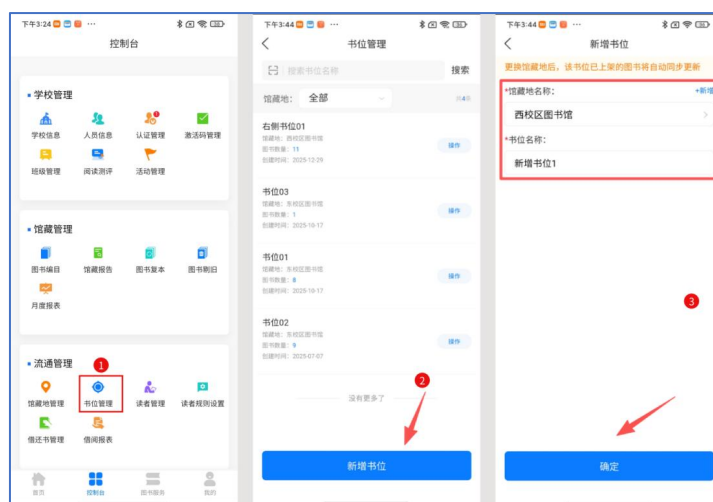 下午3:24
控制台
学校管理
学校信息 人员信息 认证管理 激活码管理
班级管理 阅读测评 活动管理
馆藏管理
图书编目 馆藏报告 图书复本 图书剔旧
月度报表
流通管理
1
馆藏地管理 书位管理 读者管理 读者规则设置
借还书管理 借阅报表
首页 控制台 图书服务 我的
下午3:44
书位管理
搜索书位名称 搜索
馆藏地: 全部 共4条
右侧书位01
馆藏地: 西校区图书馆
图书数量: 11
创建时间: 2025-12-29
操作
书位03
馆藏地: 东校区图书馆
图书数量: 1
创建时间: 2025-10-17
操作
书位01
馆藏地: 东校区图书馆
图书数量: 8
创建时间: 2025-10-17
操作
书位02
馆藏地: 东校区图书馆
图书数量: 9
创建时间: 2025-07-07
操作
2
没有更多了
新增书位
下午3:44
新增书位
更换馆藏地后,该书位已上架的图书将自动同步更新
*馆藏地名称: +新增
西校区图书馆
*书位名称:
新增书位1
3
确定